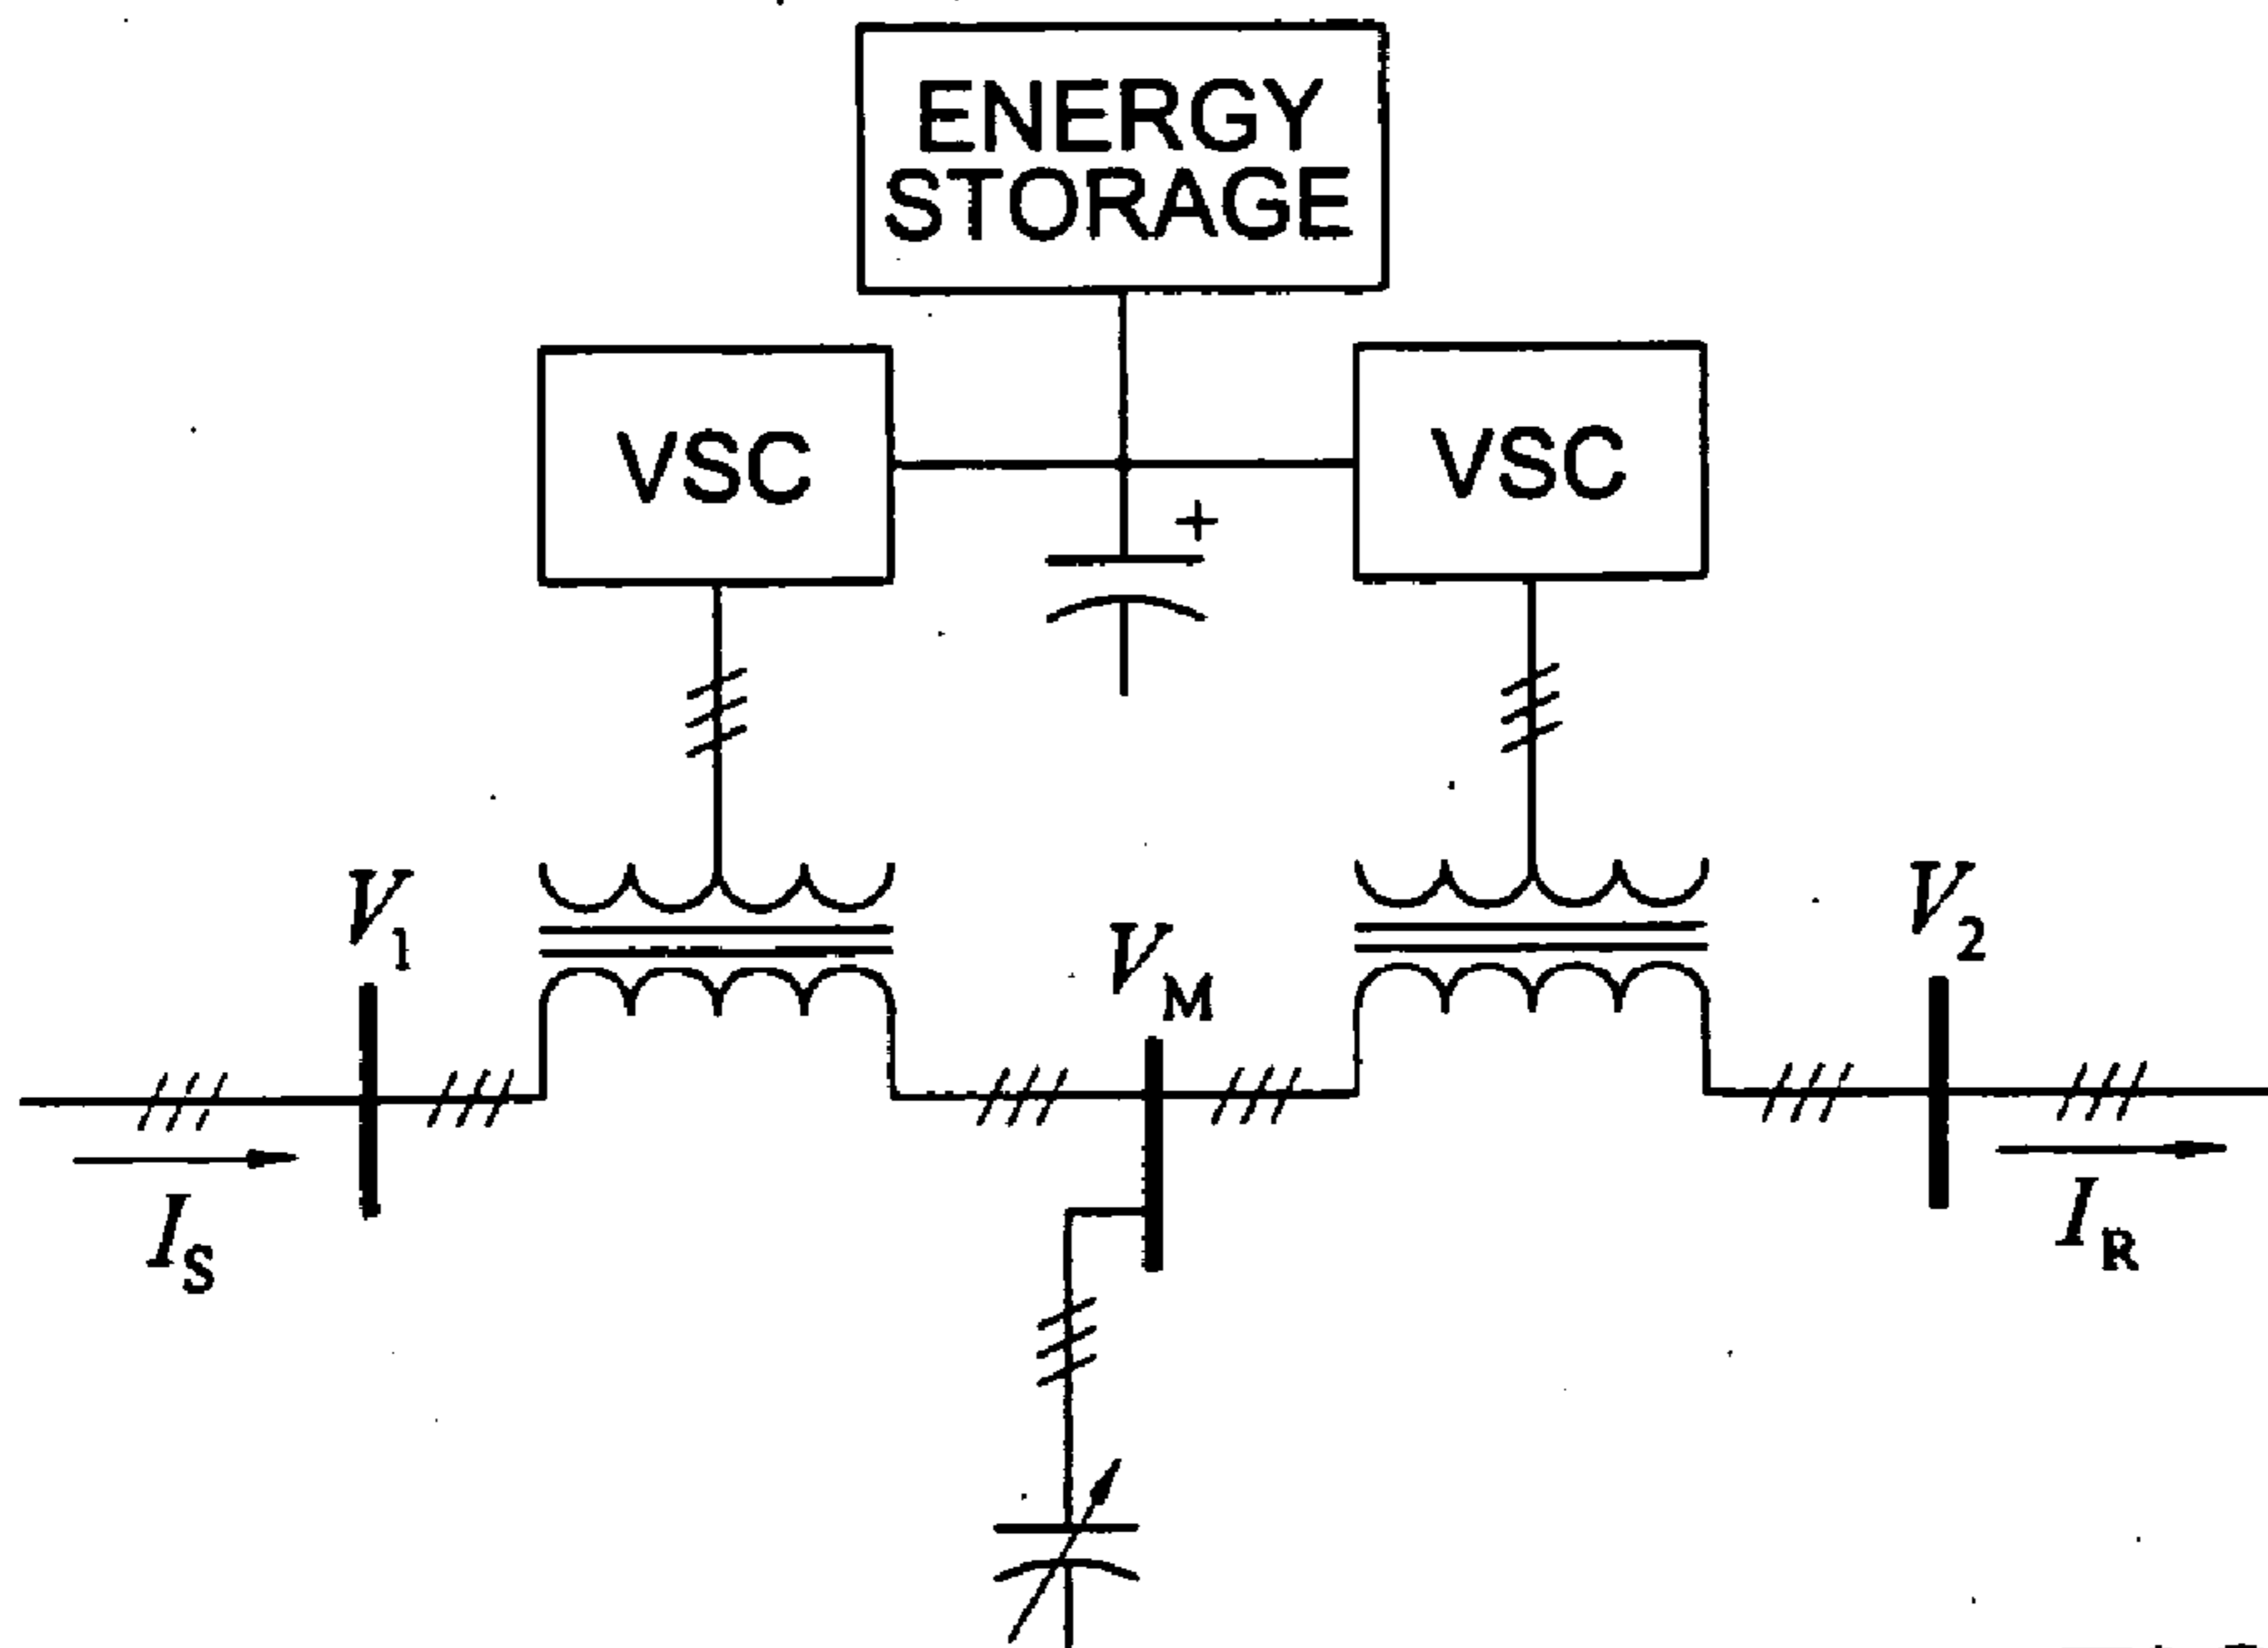 ENERGY
STORAGE
VSC
VSC
+
V1
VM
V2
IS
IR